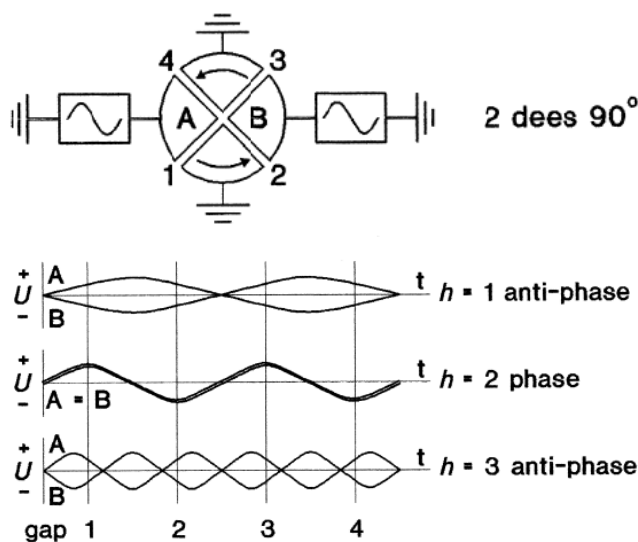 4 3
A B 2 dees 90°
1 2
+ A
U t h = 1 anti-phase
- B
+
U t h = 2 phase
- A = B
+ A
U t h = 3 anti-phase
- B
gap 1 2 3 4